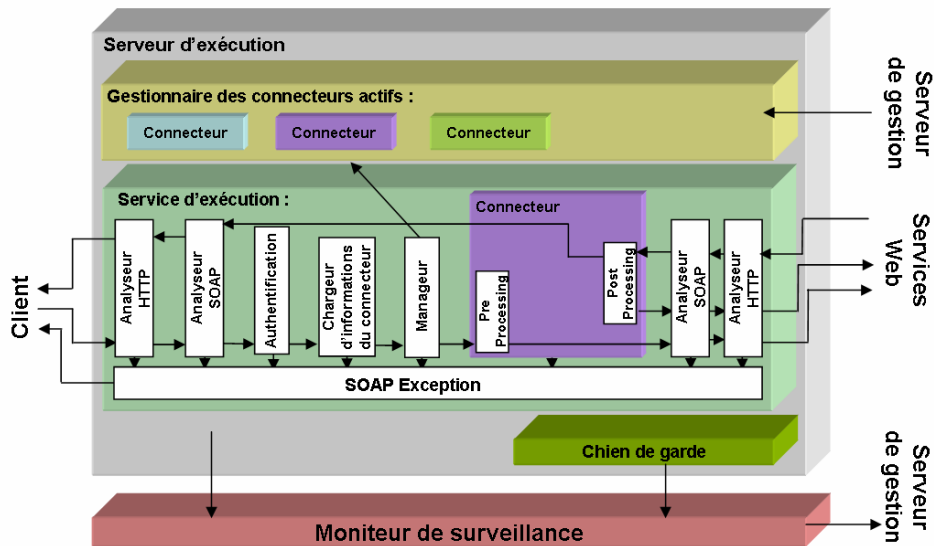 Serveur d'exécution
Gestionnaire des connecteurs actifs :
Connecteur
Connecteur
Connecteur
Serveur
de gestion
Service d'exécution :
Connecteur
Client
Analyseur
HTTP
Analyseur
SOAP
Authentification
Chargeur
d'informations
du connecteur
Manageur
Pre
Processing
Post
Processing
Analyseur
SOAP
Analyseur
HTTP
Services
Web
SOAP Exception
Chien de garde
Moniteur de surveillance
Serveur
de gestion